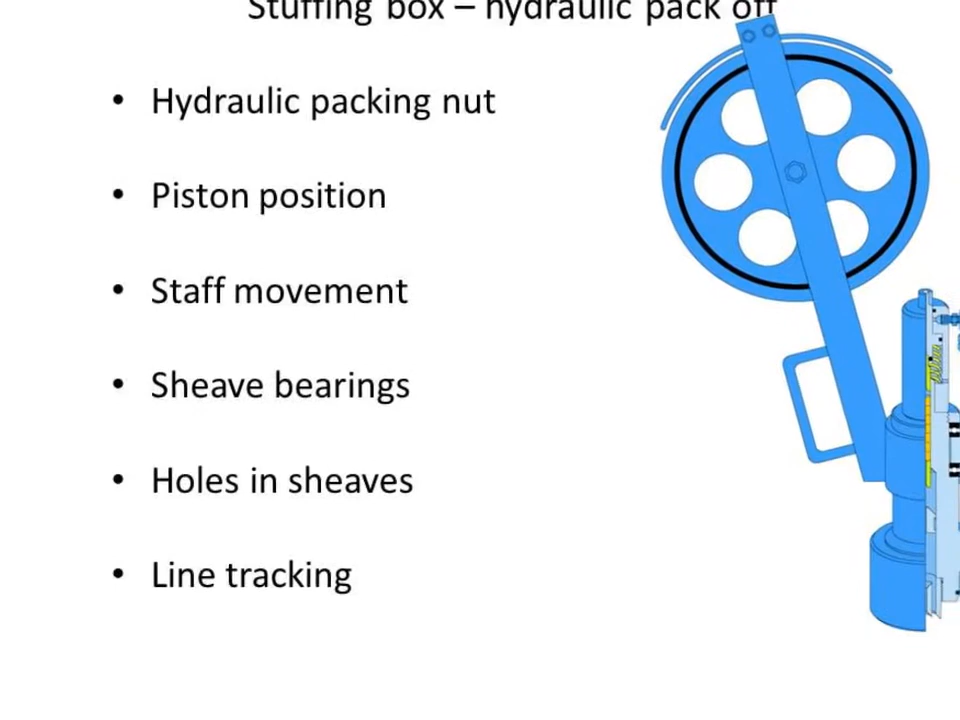 Stuffing box – hydraulic pack off
• Hydraulic packing nut
• Piston position
• Staff movement
• Sheave bearings
• Holes in sheaves
• Line tracking